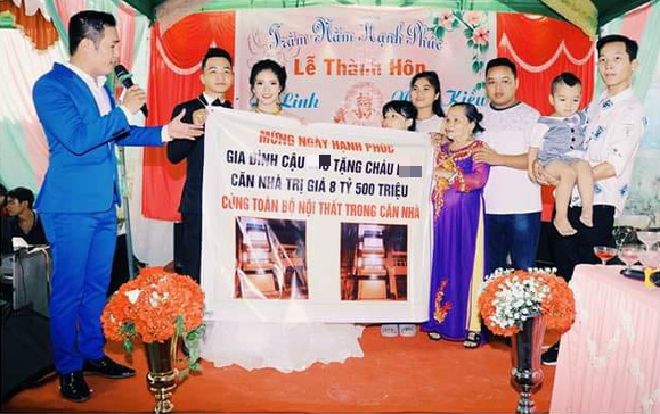 Trăm Năm Hạnh Phúc
Lễ Thành Hôn
Linh Kiều
MỪNG NGÀY HẠNH PHÚC
GIA ĐÌNH CẬU TẶNG CHÁU
CĂN NHÀ TRỊ GIÁ 8 TỶ 500 TRIỆU
CÙNG TOÀN BỘ NỘI THẤT TRONG CĂN NHÀ